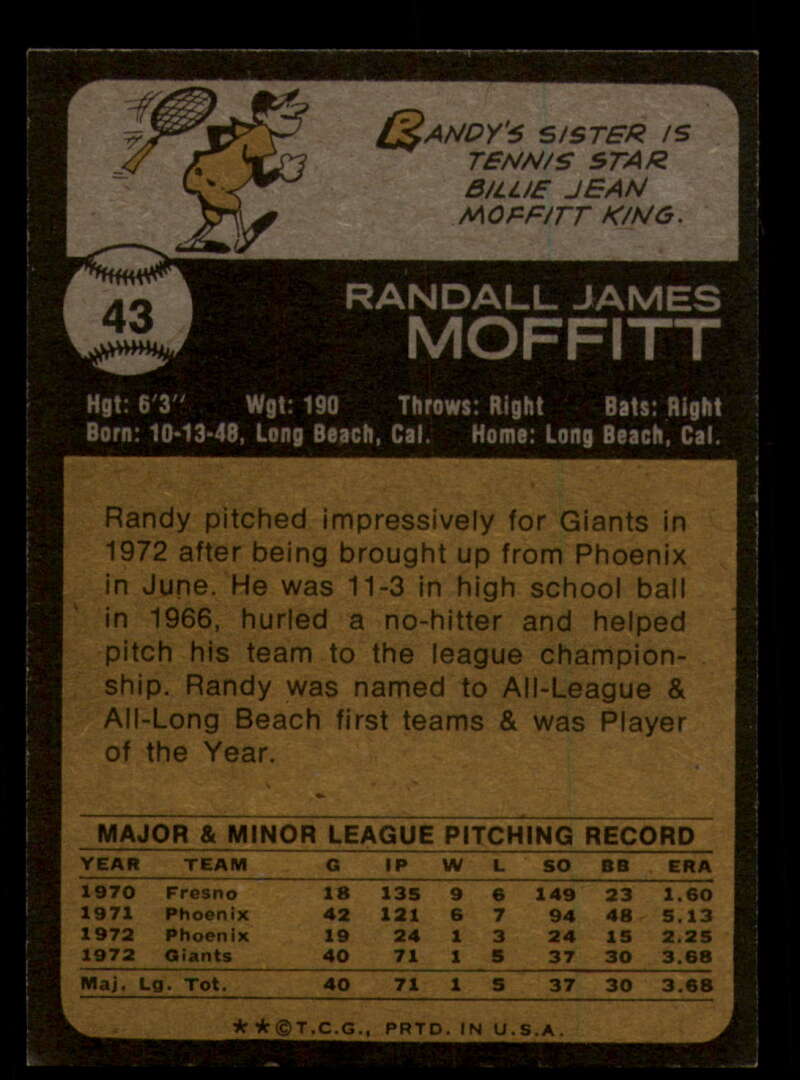 RANDY'S SISTER IS
TENNIS STAR
BILLIE JEAN
MOFFITT KING.
43
RANDALL JAMES
MOFFITT
Hgt: 6'3" Wgt: 190 Throws: Right Bats: Right
Born: 10-13-48, Long Beach, Cal. Home: Long Beach, Cal.
Randy pitched impressively for Giants in
1972 after being brought up from Phoenix
in June. He was 11-3 in high school ball
in 1966, hurled a no-hitter and helped
pitch his team to the league champion-
ship. Randy was named to All-League &
All-Long Beach first teams & was Player
of the Year.
MAJOR & MINOR LEAGUE PITCHING RECORD
YEAR TEAM G IP W L SO BB ERA
1970 Fresno 18 135 9 6 149 23 1.60
1971 Phoenix 42 121 6 7 94 48 5.13
1972 Phoenix 19 24 1 3 24 15 2.25
1972 Giants 40 71 1 5 37 30 3.68
Maj. Lg. Tot. 40 71 1 5 37 30 3.68
**©T.C.G., PRTD. IN U.S.A.